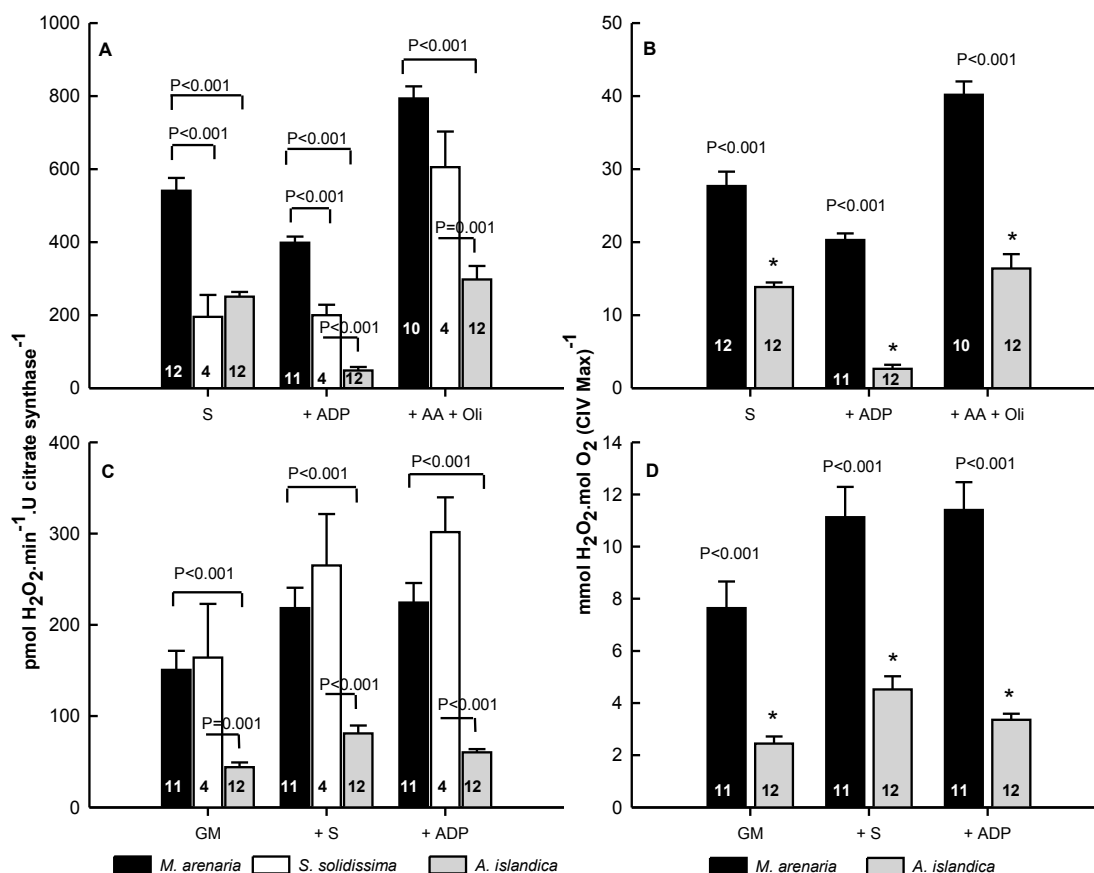 A
P<0.001
P<0.001
P<0.001
P<0.001
P<0.001
P<0.001
P=0.001
1000
800
600
400
200
0
12
4
12
11
4
12
10
4
12
S
+ ADP
+ AA + Oli
B
P<0.001
P<0.001
P<0.001
*
*
*
50
40
30
20
10
0
12
12
11
12
10
12
S
+ ADP
+ AA + Oli
C
P<0.001
P<0.001
P<0.001
P=0.001
P<0.001
P<0.001
400
300
200
100
0
11
4
12
11
4
12
11
4
12
GM
+ S
+ ADP
D
P<0.001
P<0.001
P<0.001
*
*
*
14
12
10
8
6
4
2
0
11
12
11
12
11
12
GM
+ S
+ ADP
pmol H2O2.min-1.U citrate synthase-1
mmol H2O2.mol O2 (CIV Max)-1
M. arenaria S. solidissima A. islandica
M. arenaria A. islandica